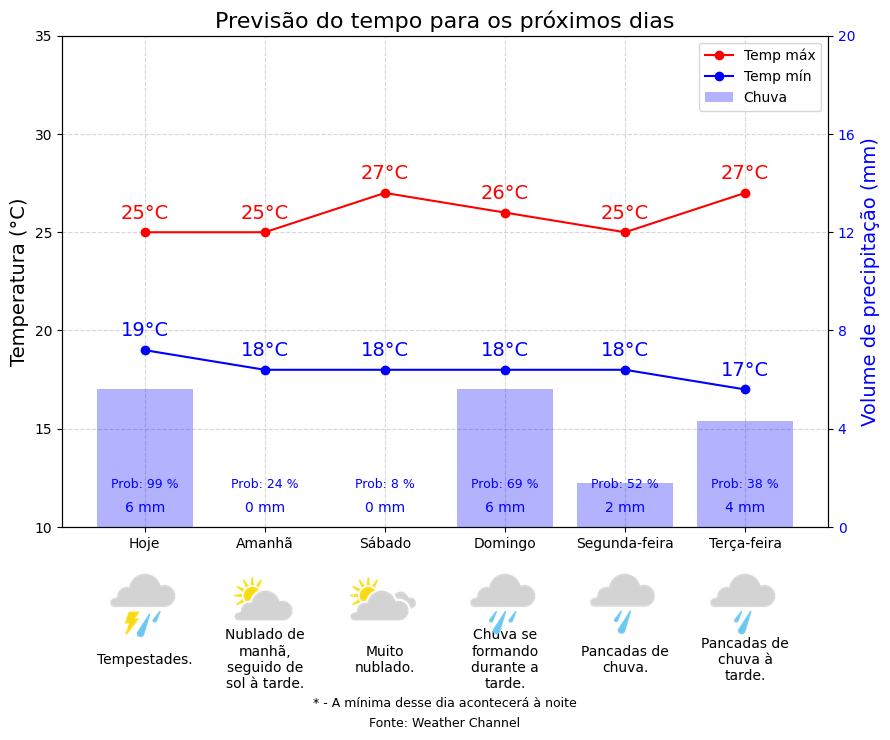 Previsão do tempo para os próximos dias
Temperatura (°C)
35
30
25
20
15
10
Volume de precipitação (mm)
20
16
12
8
4
0
Temp máx
Temp mín
Chuva
25°C 25°C 27°C 26°C 25°C 27°C
19°C 18°C 18°C 18°C 18°C 17°C
Prob: 99 % Prob: 24 % Prob: 8 % Prob: 69 % Prob: 52 % Prob: 38 %
6 mm 0 mm 0 mm 6 mm 2 mm 4 mm
Hoje Amanhã Sábado Domingo Segunda-feira Terça-feira
Tempestades.
Nublado de
manhã,
seguido de
sol à tarde.
Muito
nublado.
Chuva se
formando
durante a
tarde.
Pancadas de
chuva.
Pancadas de
chuva à
tarde.
* - A mínima desse dia acontecerá à noite
Fonte: Weather Channel